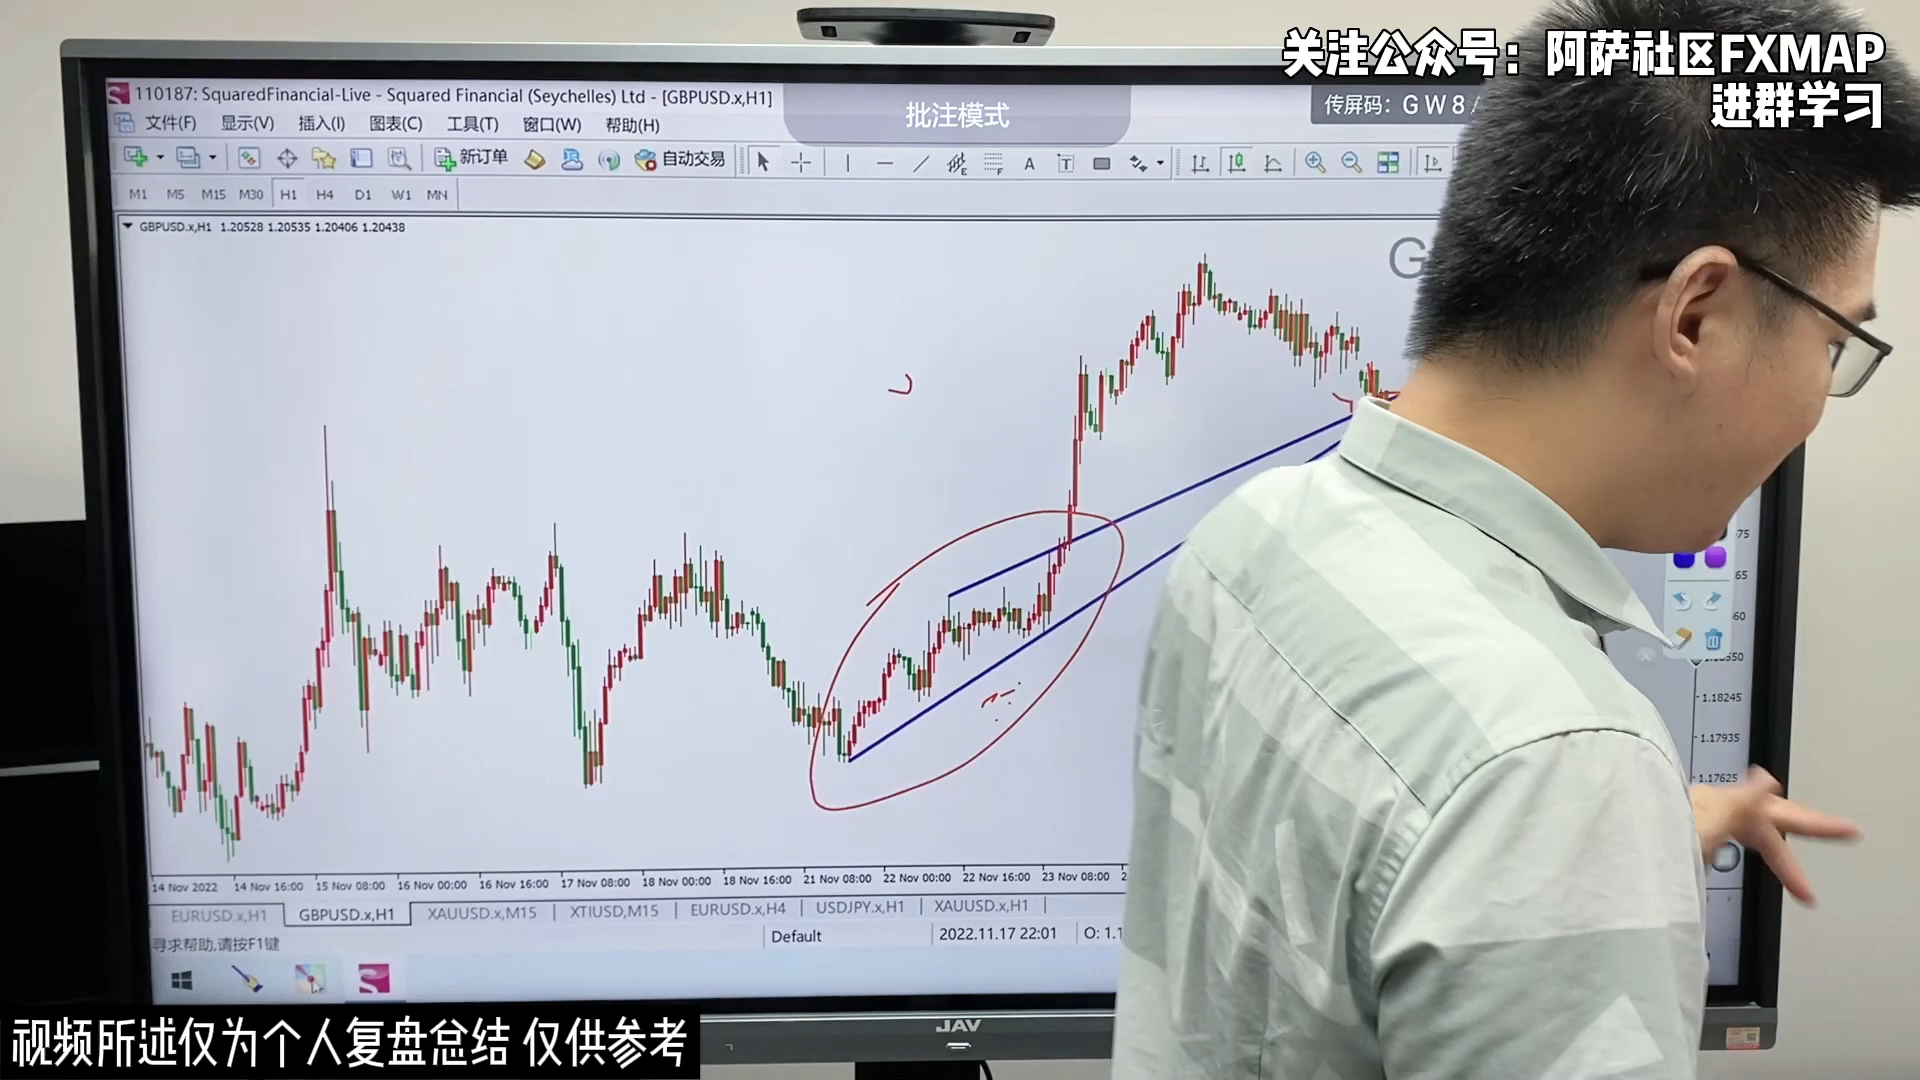 关注公众号：阿萨社区FXMAP
进群学习
110187: SquaredFinancial-Live - Squared Financial (Seychelles) Ltd - [GBPUSD.x,H1]
批注模式
传屏码：GW8
文件(F) 显示(V) 插入(I) 图表(C) 工具(T) 窗口(W) 帮助(H)
新订单 自动交易
M1 M5 M15 M30 H1 H4 D1 W1 MN
GBPUSD.x,H1 1.20528 1.20535 1.20406 1.20438
G
75
65
60
1.18245
1.17935
1.17625
14 Nov 2022 14 Nov 16:00 15 Nov 08:00 16 Nov 00:00 16 Nov 16:00 17 Nov 08:00 18 Nov 00:00 18 Nov 16:00 21 Nov 08:00 22 Nov 00:00 22 Nov 16:00 23 Nov 08:00
EURUSD.x,H1 GBPUSD.x,H1 XAUUSD.x,M15 XTIUSD,M15 EURUSD.x,H4 USDJPY.x,H1 XAUUSD.x,H1
寻求帮助,请按F1键 Default 2022.11.17 22:01 O: 1.1
JAV
视频所述仅为个人复盘总结 仅供参考